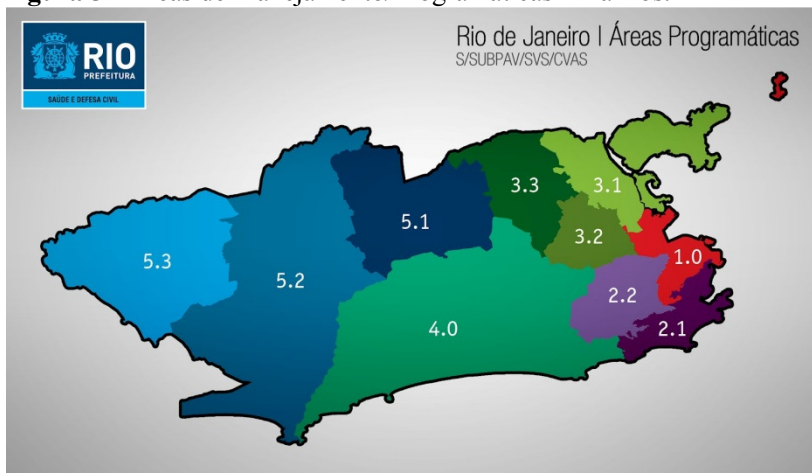 RIO
PREFEITURA
SAÚDE E DEFESA CIVIL
Rio de Janeiro | Áreas Programáticas
S/SUBPAV/SVS/CVAS
3.3
3.1
5.1
3.2
5.3
1.0
5.2
2.2
4.0
2.1